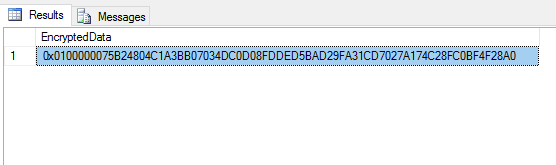 Results Messages
EncryptedData
1 0x0100000075B24804C1A3BB07034DC0D08FDDED5BAD29FA31CD7027A174C28FC0BF4F28A0